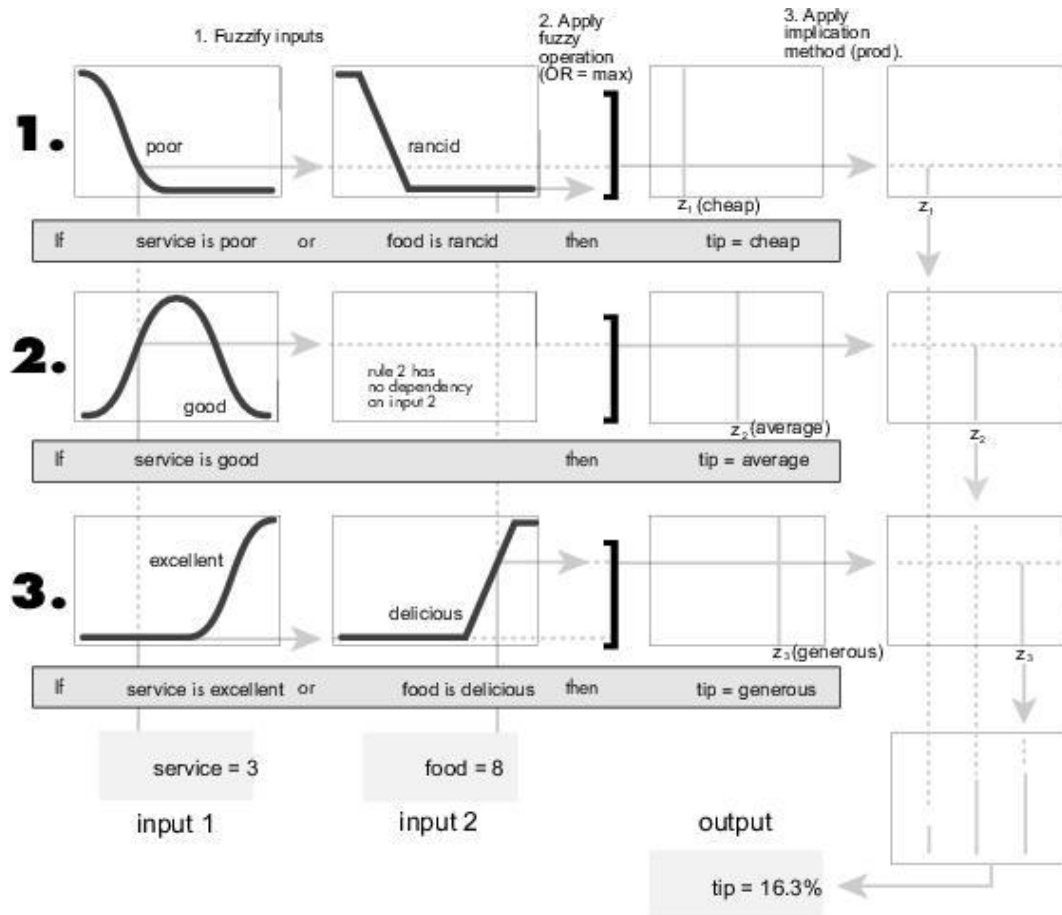 1. Fuzzify inputs
2. Apply
fuzzy
operation
(OR = max)
3. Apply
implication
method (prod).
1.
poor
rancid
z1 (cheap)
z1
If service is poor or food is rancid then tip = cheap
2.
good
rule 2 has
no dependency
on input 2
z2 (average)
z2
If service is good then tip = average
3.
excellent
delicious
z3 (generous)
z3
If service is excellent or food is delicious then tip = generous
service = 3
food = 8
input 1
input 2
output
tip = 16.3%